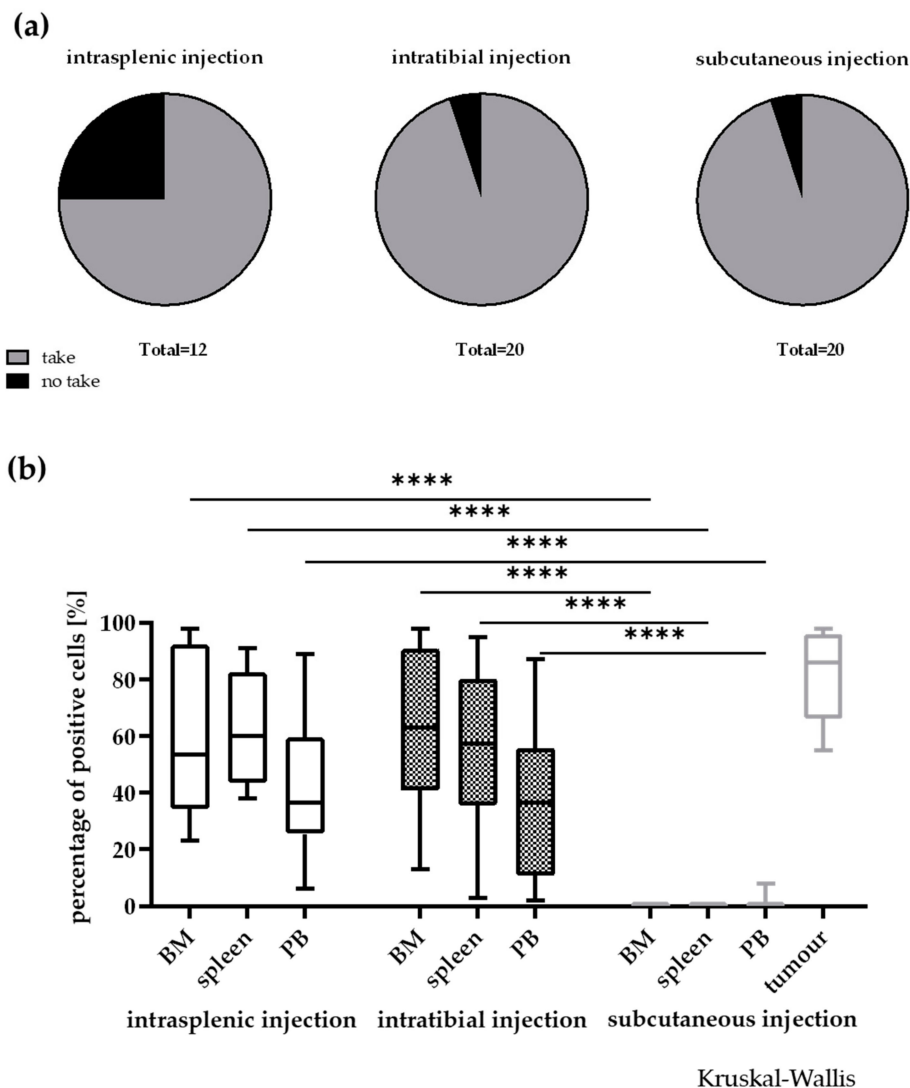 (a)
intrasplenic injection
intratibial injection
subcutaneous injection
Total=12
Total=20
Total=20
take
no take
(b)
****
****
****
****
****
****
percentage of positive cells [%]
100
80
60
40
20
0
BM
spleen
PB
BM
spleen
PB
BM
spleen
PB
tumour
intrasplenic injection
intratibial injection
subcutaneous injection
Kruskal-Wallis